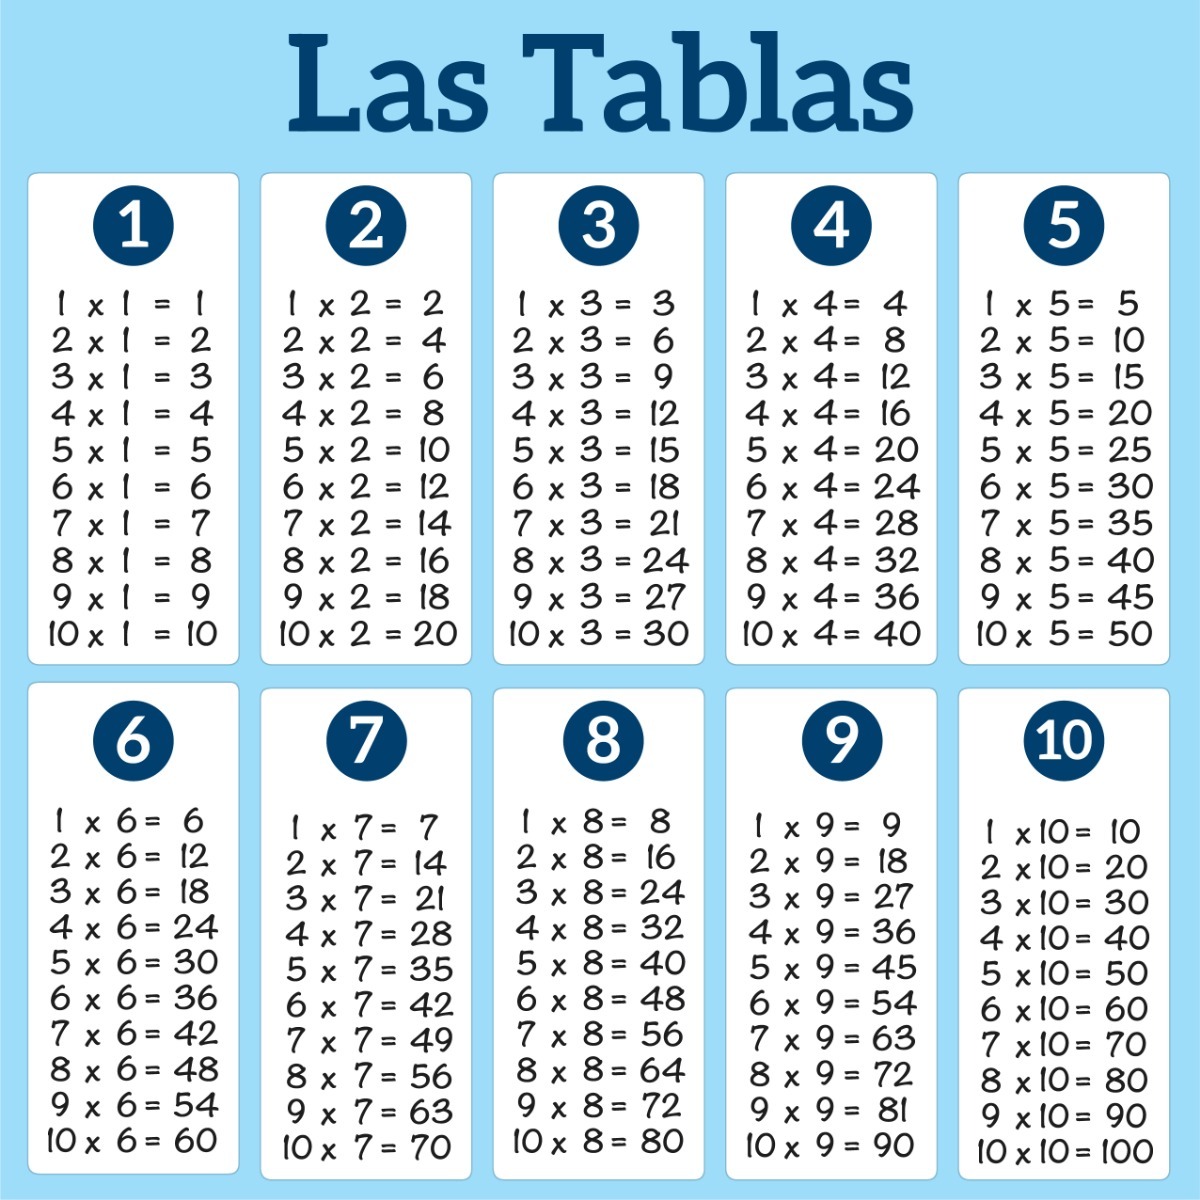 Las Tablas
1
1 x 1 = 1
2 x 1 = 2
3 x 1 = 3
4 x 1 = 4
5 x 1 = 5
6 x 1 = 6
7 x 1 = 7
8 x 1 = 8
9 x 1 = 9
10 x 1 = 10
2
1 x 2 = 2
2 x 2 = 4
3 x 2 = 6
4 x 2 = 8
5 x 2 = 10
6 x 2 = 12
7 x 2 = 14
8 x 2 = 16
9 x 2 = 18
10 x 2 = 20
3
1 x 3 = 3
2 x 3 = 6
3 x 3 = 9
4 x 3 = 12
5 x 3 = 15
6 x 3 = 18
7 x 3 = 21
8 x 3 = 24
9 x 3 = 27
10 x 3 = 30
4
1 x 4 = 4
2 x 4 = 8
3 x 4 = 12
4 x 4 = 16
5 x 4 = 20
6 x 4 = 24
7 x 4 = 28
8 x 4 = 32
9 x 4 = 36
10 x 4 = 40
5
1 x 5 = 5
2 x 5 = 10
3 x 5 = 15
4 x 5 = 20
5 x 5 = 25
6 x 5 = 30
7 x 5 = 35
8 x 5 = 40
9 x 5 = 45
10 x 5 = 50
6
1 x 6 = 6
2 x 6 = 12
3 x 6 = 18
4 x 6 = 24
5 x 6 = 30
6 x 6 = 36
7 x 6 = 42
8 x 6 = 48
9 x 6 = 54
10 x 6 = 60
7
1 x 7 = 7
2 x 7 = 14
3 x 7 = 21
4 x 7 = 28
5 x 7 = 35
6 x 7 = 42
7 x 7 = 49
8 x 7 = 56
9 x 7 = 63
10 x 7 = 70
8
1 x 8 = 8
2 x 8 = 16
3 x 8 = 24
4 x 8 = 32
5 x 8 = 40
6 x 8 = 48
7 x 8 = 56
8 x 8 = 64
9 x 8 = 72
10 x 8 = 80
9
1 x 9 = 9
2 x 9 = 18
3 x 9 = 27
4 x 9 = 36
5 x 9 = 45
6 x 9 = 54
7 x 9 = 63
8 x 9 = 72
9 x 9 = 81
10 x 9 = 90
10
1 x 10 = 10
2 x 10 = 20
3 x 10 = 30
4 x 10 = 40
5 x 10 = 50
6 x 10 = 60
7 x 10 = 70
8 x 10 = 80
9 x 10 = 90
10 x 10 = 100